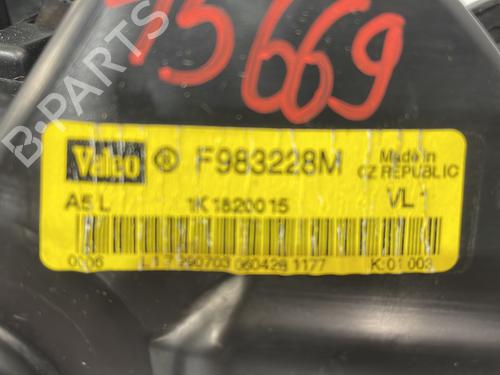 75669
Valeo ® F983228M Made in
CZ REPUBLIC
A5 L 1K1820015 VL 1
0006 L1.7 290703 060428 1177 K:01 003
B-PARTS